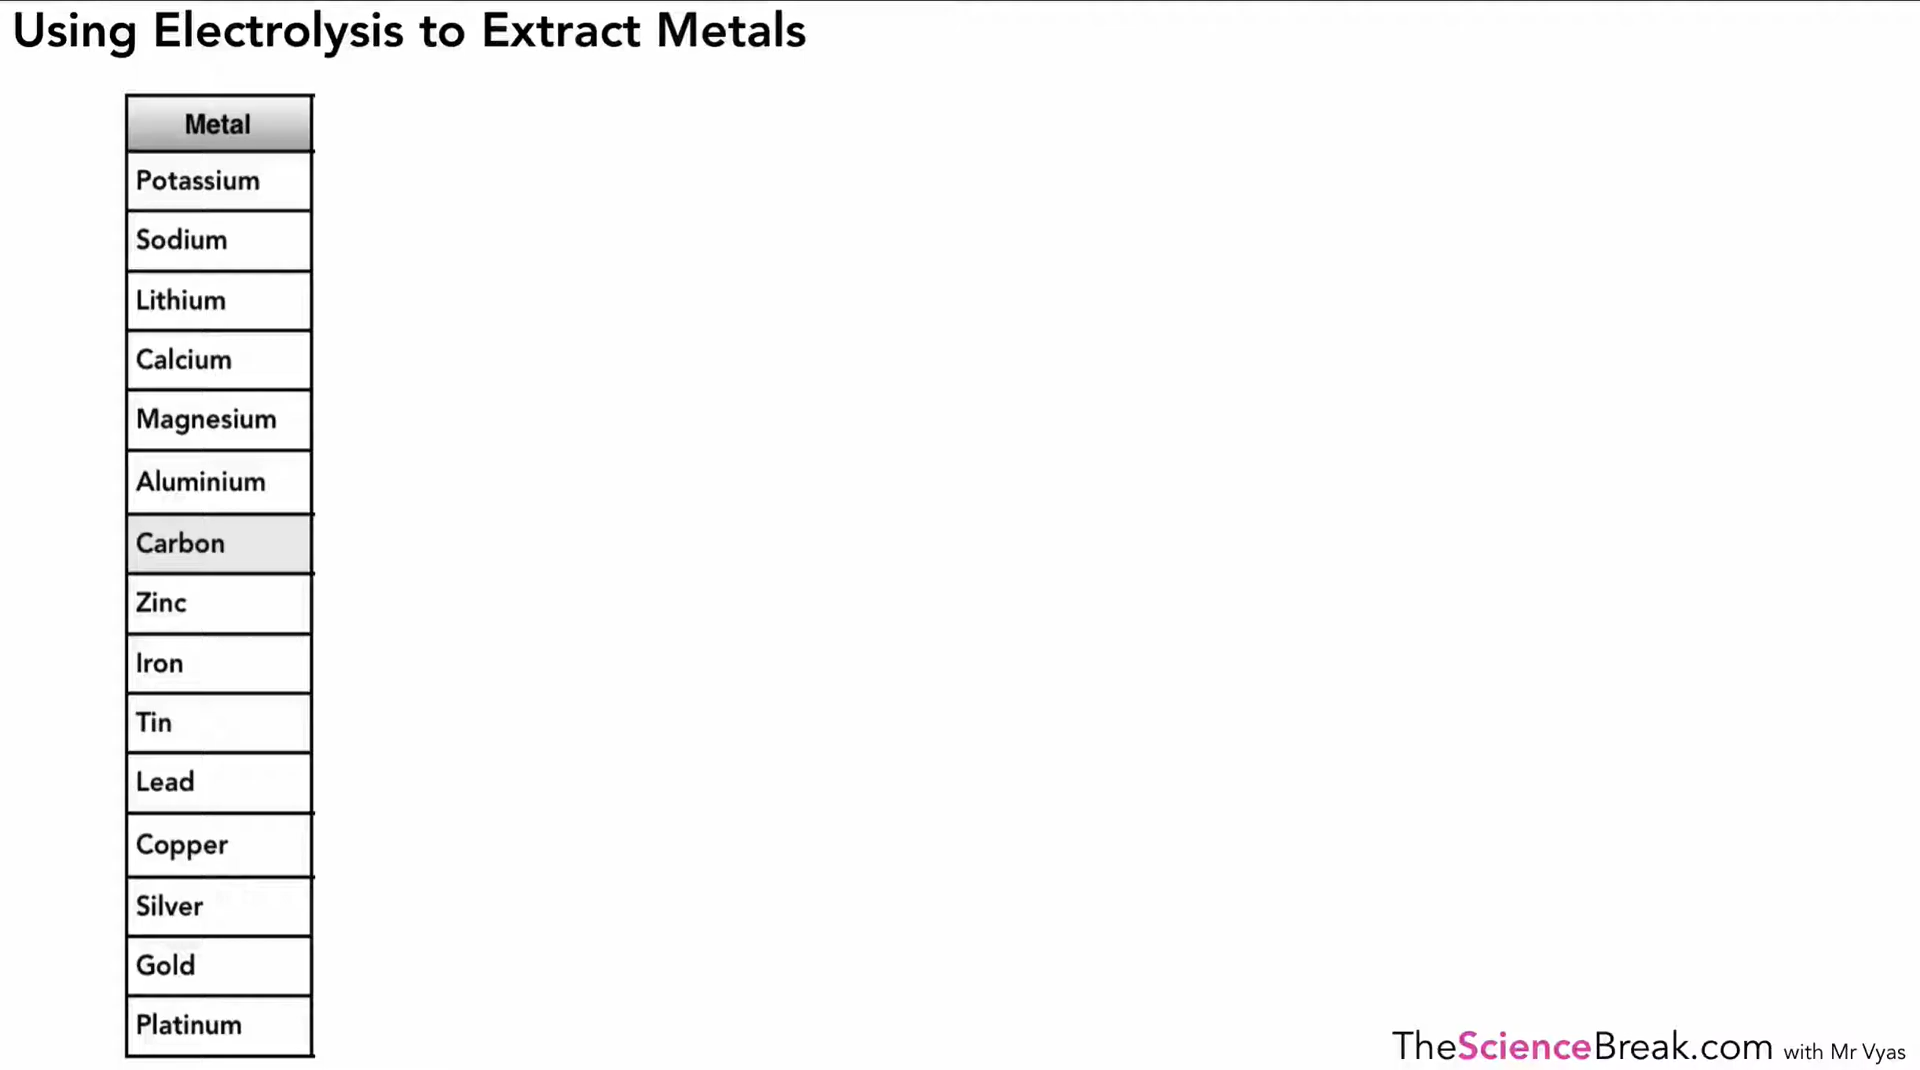 Using Electrolysis to Extract Metals
Metal
Potassium
Sodium
Lithium
Calcium
Magnesium
Aluminium
Carbon
Zinc
Iron
Tin
Lead
Copper
Silver
Gold
Platinum
TheScienceBreak.com with Mr Vyas